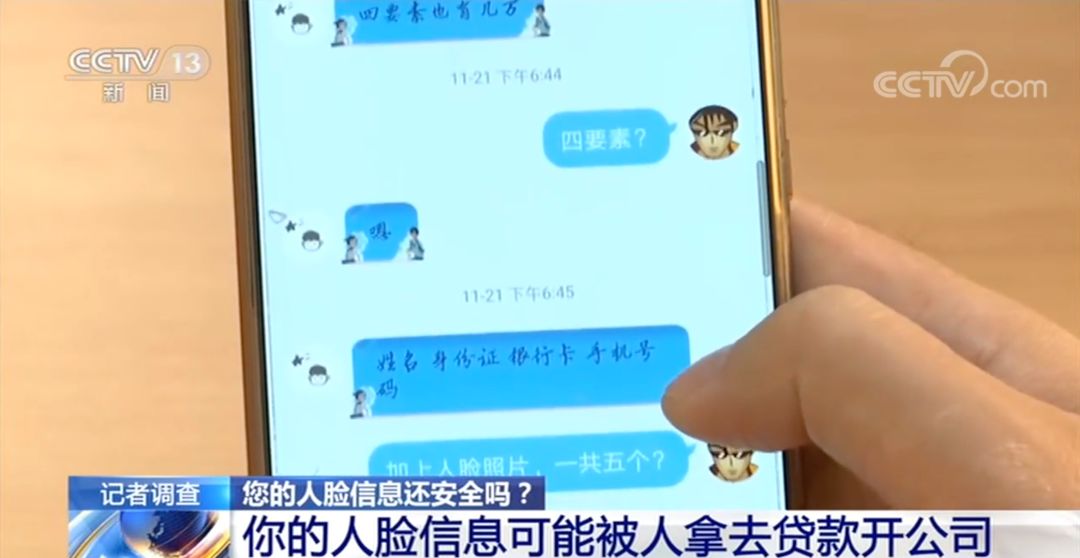 四要素也有几万
CCTV 13
新闻
CCTV.com
11-21 下午6:44
四要素？
嗯
11-21 下午6:45
姓名 身份证 银行卡 手机号
码
加上人脸照片，一共五个？
记者调查
您的人脸信息还安全吗？
你的人脸信息可能被人拿去贷款开公司